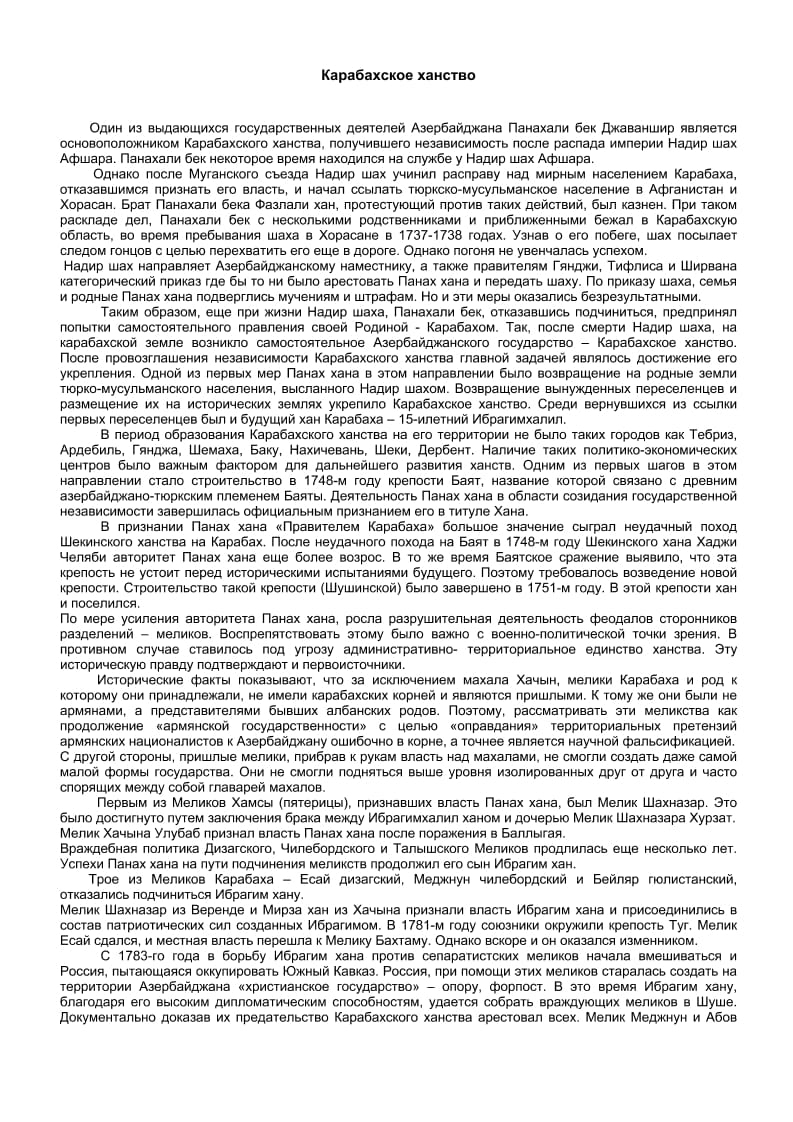 Карабахское ханство
Один из выдающихся государственных деятелей Азербайджана Панахали бек Джаваншир является
основоположником Карабахского ханства, получившего независимость после распада империи Надир шах
Афшара. Панахали бек некоторое время находился на службе у Надир шах Афшара.
Однако после Муганского съезда Надир шах учинил расправу над мирным населением Карабаха,
отказавшимся признать его власть, и начал ссылать тюркско-мусульманское население в Афганистан и
Хорасан. Брат Панахали бека Фазлали хан, протестующий против таких действий, был казнен. При таком
раскладе дел, Панахали бек с несколькими родственниками и приближенными бежал в Карабахскую
область, во время пребывания шаха в Хорасане в 1737-1738 годах. Узнав о его побеге, шах посылает
следом гонцов с целью перехватить его еще в дороге. Однако погоня не увенчалась успехом.
Надир шах направляет Азербайджанскому наместнику, а также правителям Гянджи, Тифлиса и Ширвана
категорический приказ где бы то ни было арестовать Панах хана и передать шаху. По приказу шаха, семья
и родные Панах хана подверглись мучениям и штрафам. Но и эти меры оказались безрезультатными.
Таким образом, еще при жизни Надир шаха, Панахали бек, отказавшись подчиниться, предпринял
попытки самостоятельного правления своей Родиной - Карабахом. Так, после смерти Надир шаха, на
карабахской земле возникло самостоятельное Азербайджанского государство – Карабахское ханство.
После провозглашения независимости Карабахского ханства главной задачей являлось достижение его
укрепления. Одной из первых мер Панах хана в этом направлении было возвращение на родные земли
тюрко-мусульманского населения, высланного Надир шахом. Возвращение вынужденных переселенцев и
размещение их на исторических землях укрепило Карабахское ханство. Среди вернувшихся из ссылки
первых переселенцев был и будущий хан Карабаха – 15-илетний Ибрагимхалил.
В период образования Карабахского ханства на его территории не было таких городов как Тебриз,
Ардебиль, Гянджа, Шемаха, Баку, Нахичевань, Шеки, Дербент. Наличие таких политико-экономических
центров было важным фактором для дальнейшего развития ханств. Одним из первых шагов в этом
направлении стало строительство в 1748-м году крепости Баят, название которой связано с древним
азербайджано-тюркским племенем Баяты. Деятельность Панах хана в области созидания государственной
независимости завершилась официальным признанием его в титуле Хана.
В признании Панах хана «Правителем Карабаха» большое значение сыграл неудачный поход
Шекинского ханства на Карабах. После неудачного похода на Баят в 1748-м году Шекинского хана Хаджи
Челяби авторитет Панах хана еще более возрос. В то же время Баятское сражение выявило, что эта
крепость не устоит перед историческими испытаниями будущего. Поэтому требовалось возведение новой
крепости. Строительство такой крепости (Шушинской) было завершено в 1751-м году. В этой крепости хан
и поселился.
По мере усиления авторитета Панах хана, росла разрушительная деятельность феодалов сторонников
разделений – меликов. Воспрепятствовать этому было важно с военно-политической точки зрения. В
противном случае ставилось под угрозу административно- территориальное единство ханства. Эту
историческую правду подтверждают и первоисточники.
Исторические факты показывают, что за исключением махала Хачын, мелики Карабаха и род к
которому они принадлежали, не имели карабахских корней и являются пришлыми. К тому же они были не
армянами, а представителями бывших албанских родов. Поэтому, рассматривать эти меликства как
продолжение «армянской государственности» с целью «оправдания» территориальных претензий
армянских националистов к Азербайджану ошибочно в корне, а точнее является научной фальсификацией.
С другой стороны, пришлые мелики, прибрав к рукам власть над махалами, не смогли создать даже самой
малой формы государства. Они не смогли подняться выше уровня изолированных друг от друга и часто
спорящих между собой главарей махалов.
Первым из Меликов Хамсы (пятерицы), признавших власть Панах хана, был Мелик Шахназар. Это
было достигнуто путем заключения брака между Ибрагимхалил ханом и дочерью Мелик Шахназара Хурзат.
Мелик Хачына Улубаб признал власть Панах хана после поражения в Баллыгая.
Враждебная политика Дизагского, Чилебордского и Талышского Меликов продлилась еще несколько лет.
Успехи Панах хана на пути подчинения меликств продолжил его сын Ибрагим хан.
Трое из Меликов Карабаха – Есай дизагский, Меджнун чилебордский и Бейляр гюлистанский,
отказались подчиниться Ибрагим хану.
Мелик Шахназар из Веренде и Мирза хан из Хачына признали власть Ибрагим хана и присоединились в
состав патриотических сил созданных Ибрагимом. В 1781-м году союзники окружили крепость Туг. Мелик
Есай сдался, и местная власть перешла к Мелику Бахтаму. Однако вскоре и он оказался изменником.
С 1783-го года в борьбу Ибрагим хана против сепаратистских меликов начала вмешиваться и
Россия, пытающаяся оккупировать Южный Кавказ. Россия, при помощи этих меликов старалась создать на
территории Азербайджана «христианское государство» – опору, форпост. В это время Ибрагим хану,
благодаря его высоким дипломатическим способностям, удается собрать враждующих меликов в Шуше.
Документально доказав их предательство Карабахского ханства арестовал всех. Мелик Меджнун и Абов